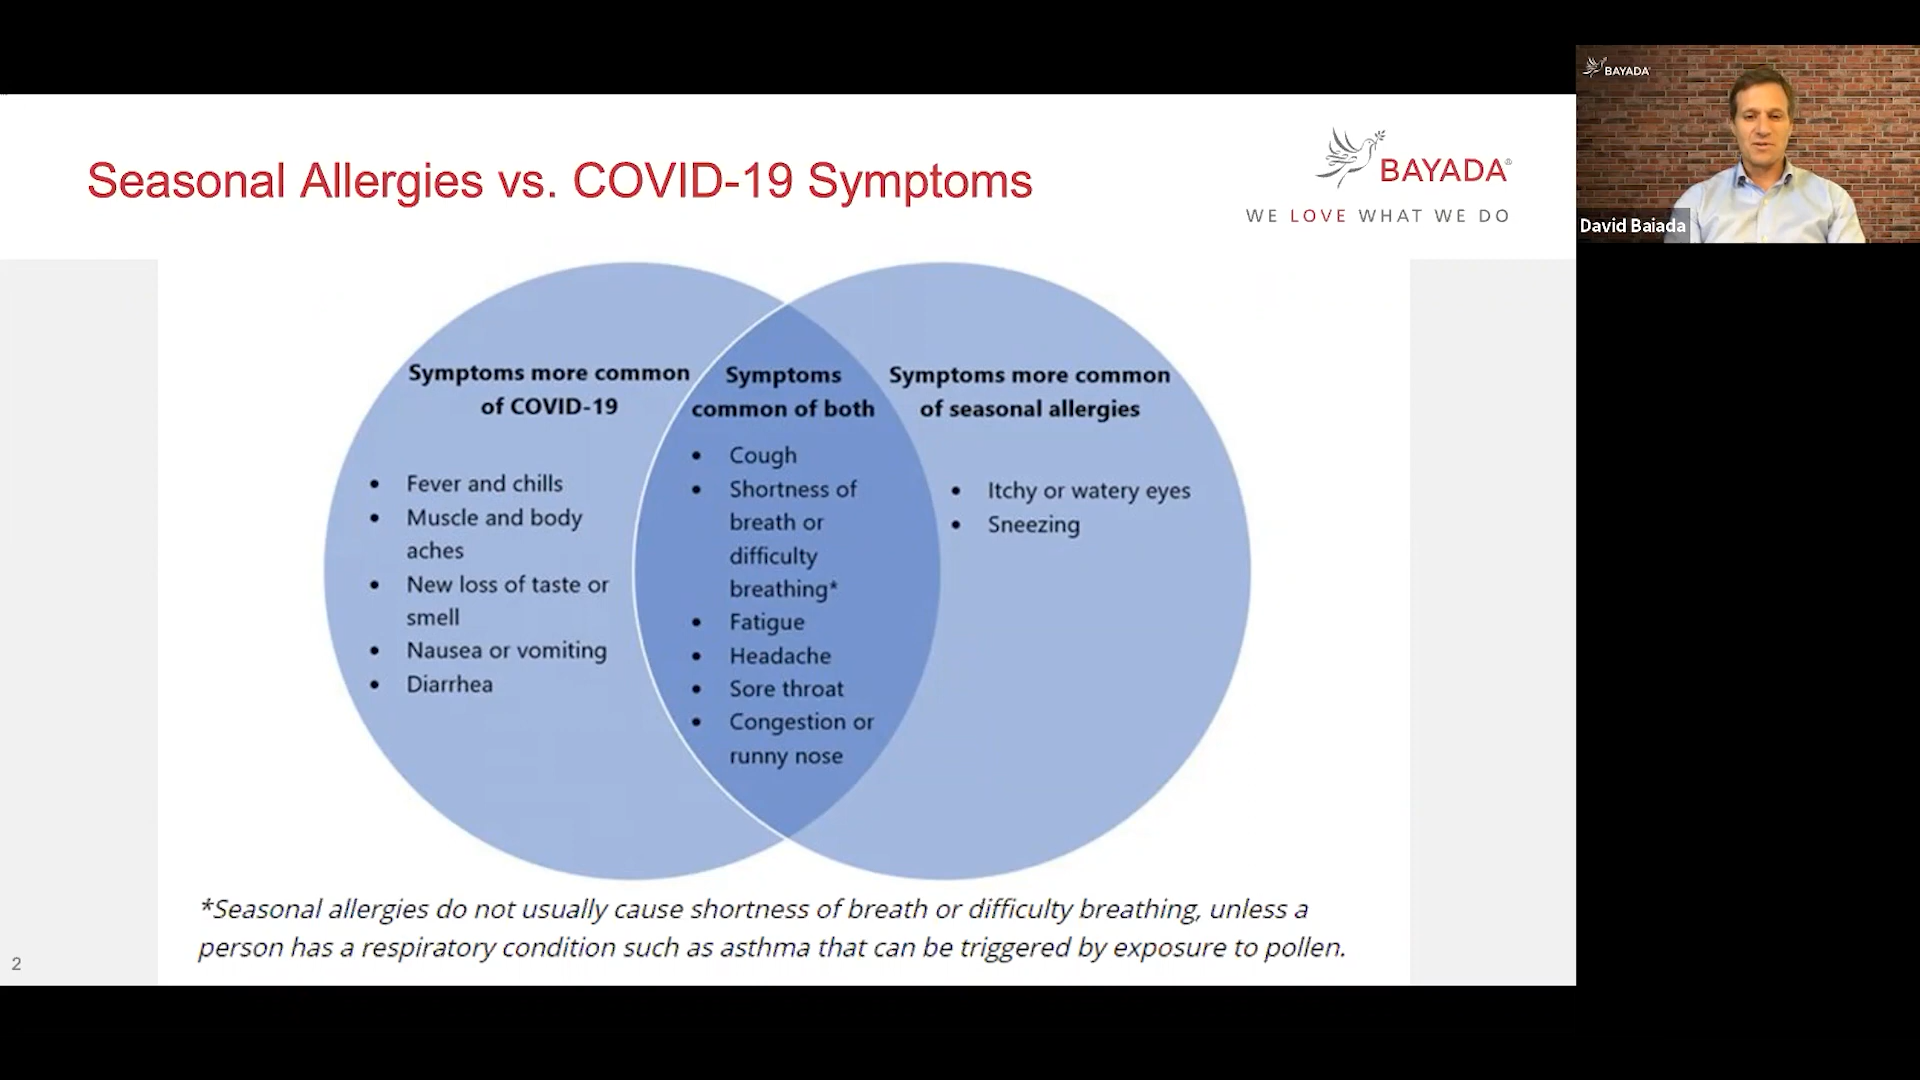 Seasonal Allergies vs. COVID-19 Symptoms
BAYADA®
WE LOVE WHAT WE DO
BAYADA
David Baiada
Symptoms more common
of COVID-19
• Fever and chills
• Muscle and body
aches
• New loss of taste or
smell
• Nausea or vomiting
• Diarrhea
Symptoms
common of both
• Cough
• Shortness of
breath or
difficulty
breathing*
• Fatigue
• Headache
• Sore throat
• Congestion or
runny nose
Symptoms more common
of seasonal allergies
• Itchy or watery eyes
• Sneezing
*Seasonal allergies do not usually cause shortness of breath or difficulty breathing, unless a
person has a respiratory condition such as asthma that can be triggered by exposure to pollen.
2